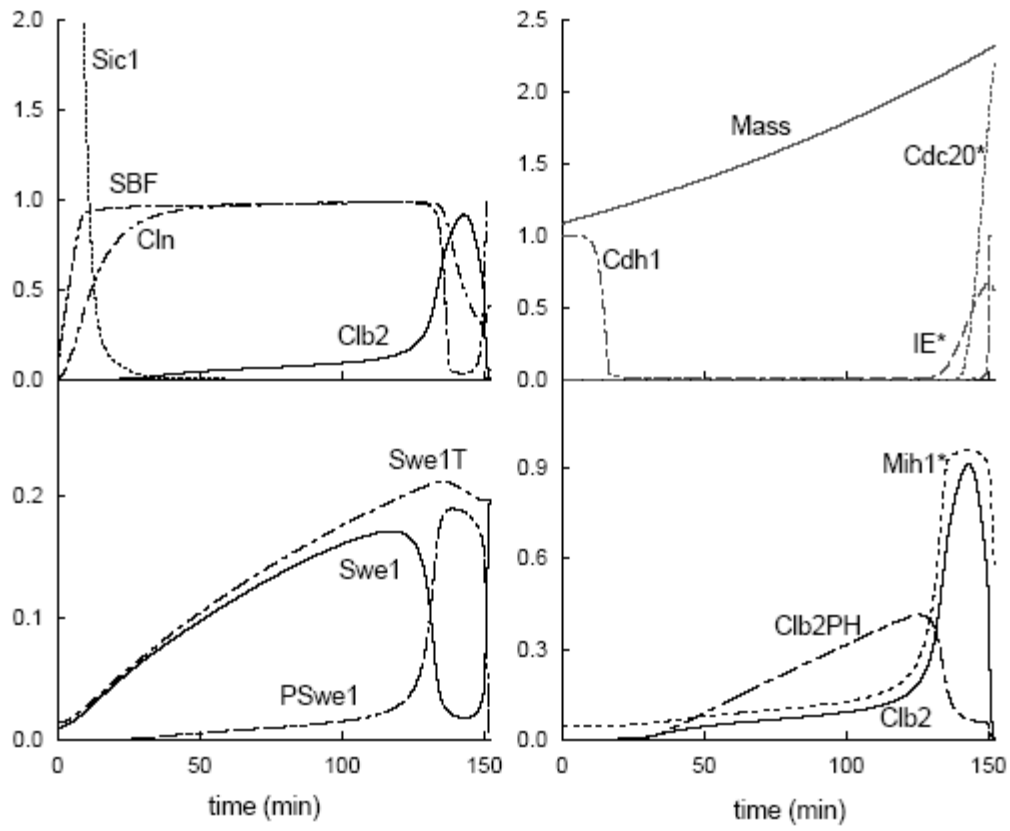 2.0
1.5
1.0
0.5
0.0
Sic1
SBF
Cln
Clb2
2.5
2.0
1.5
1.0
0.5
0.0
Mass
Cdc20*
Cdh1
IE*
0.2
0.1
0.0
Swe1T
Swe1
PSwe1
0 50 100 150
time (min)
0.9
0.6
0.3
0.0
Mih1*
Clb2PH
Clb2
0 50 100 150
time (min)